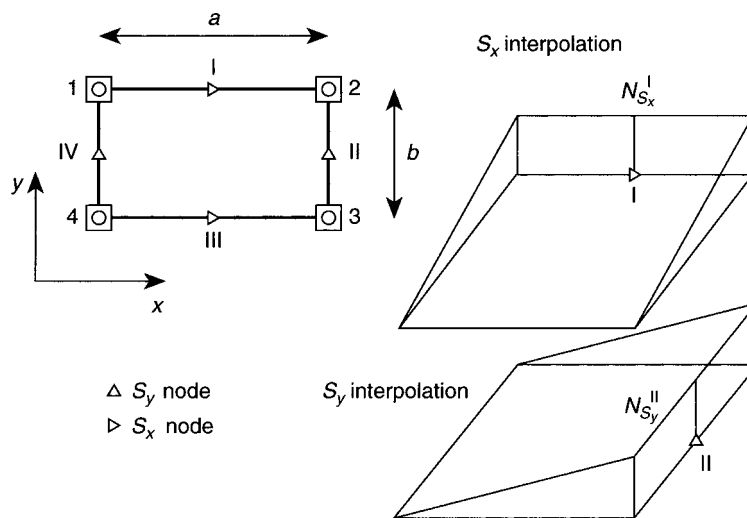 a
I
1
2
IV
II
b
y
4
3
III
x
S_x interpolation
N_{S_x}^I
I
△ S_y node
▷ S_x node
S_y interpolation
N_{S_y}^{II}
II